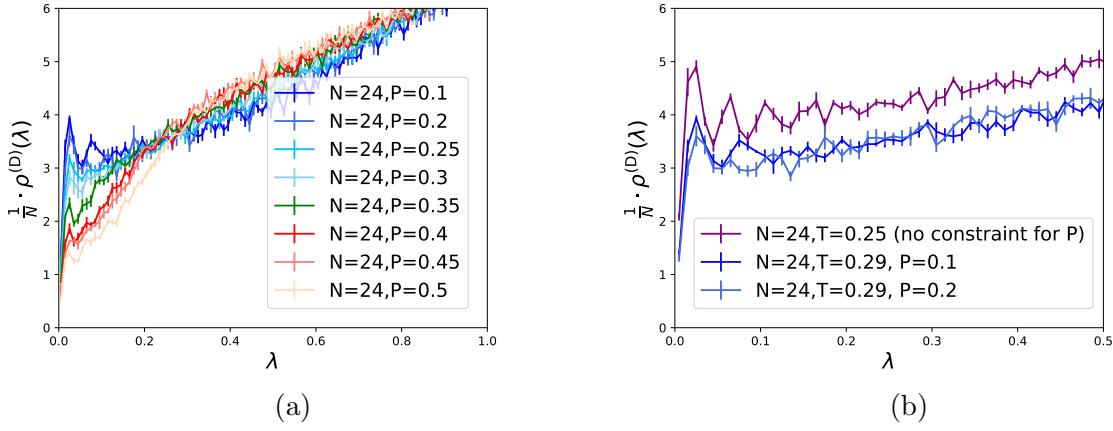 6
5
4
3
2
1
0
0.0 0.2 0.4 0.6 0.8 1.0
1/N · ρ^(D)(λ)
λ
N=24,P=0.1
N=24,P=0.2
N=24,P=0.25
N=24,P=0.3
N=24,P=0.35
N=24,P=0.4
N=24,P=0.45
N=24,P=0.5
(a)
6
5
4
3
2
1
0
0.0 0.1 0.2 0.3 0.4 0.5
1/N · ρ^(D)(λ)
λ
N=24,T=0.25 (no constraint for P)
N=24,T=0.29, P=0.1
N=24,T=0.29, P=0.2
(b)